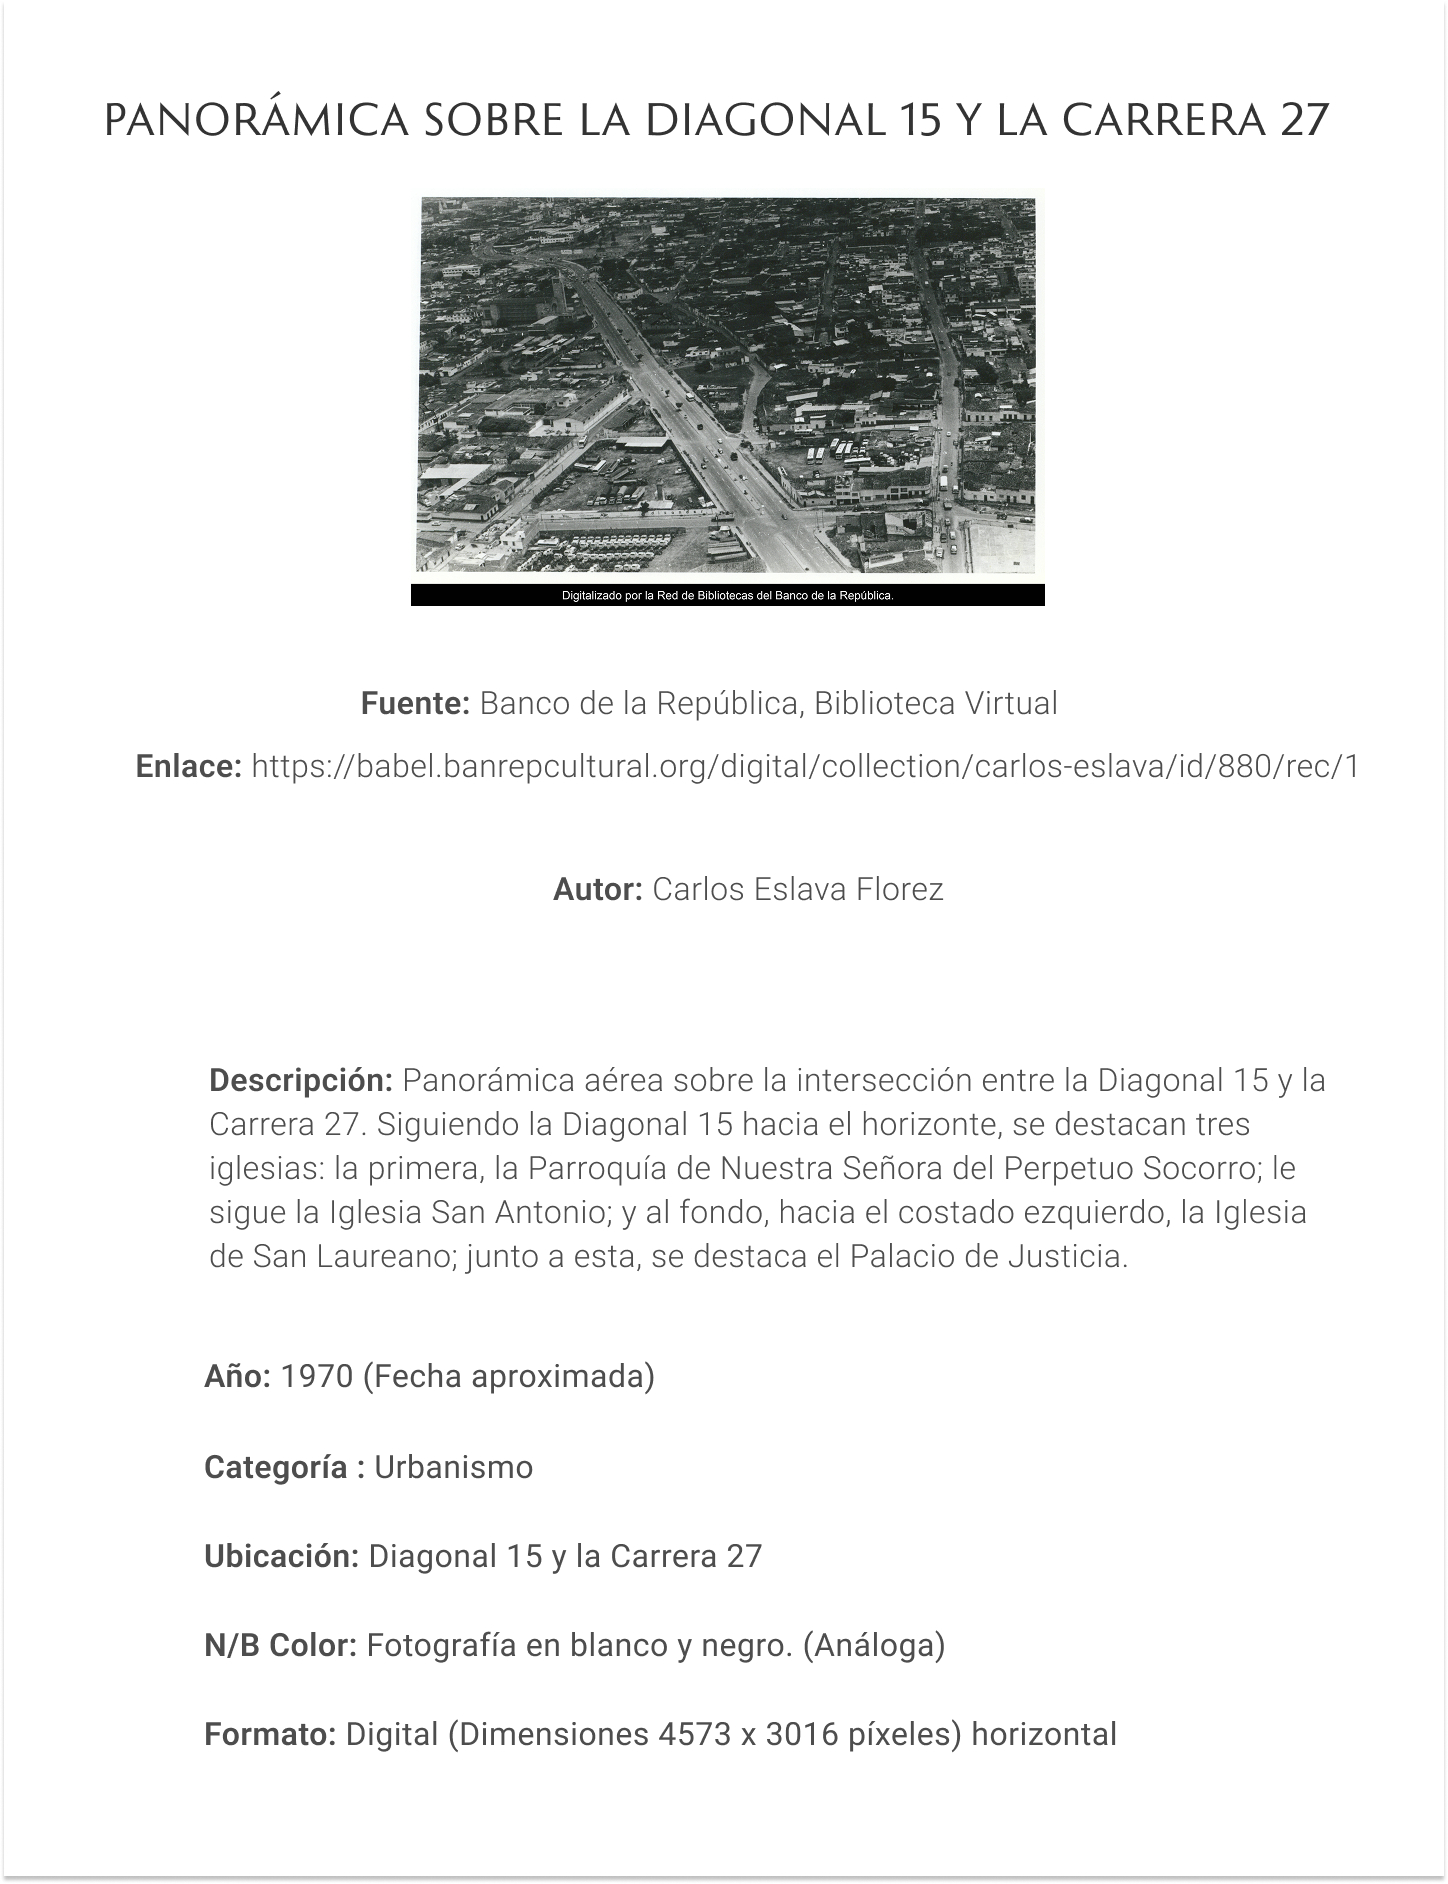 PANORÁMICA SOBRE LA DIAGONAL 15 Y LA CARRERA 27
Digitalizado por la Red de Bibliotecas del Banco de la República.
Fuente: Banco de la República, Biblioteca Virtual
Enlace: https://babel.banrepcultural.org/digital/collection/carlos-eslava/id/880/rec/1
Autor: Carlos Eslava Florez
Descripción: Panorámica aérea sobre la intersección entre la Diagonal 15 y la
Carrera 27. Siguiendo la Diagonal 15 hacia el horizonte, se destacan tres
iglesias: la primera, la Parroquía de Nuestra Señora del Perpetuo Socorro; le
sigue la Iglesia San Antonio; y al fondo, hacia el costado ezquierdo, la Iglesia
de San Laureano; junto a esta, se destaca el Palacio de Justicia.
Año: 1970 (Fecha aproximada)
Categoría : Urbanismo
Ubicación: Diagonal 15 y la Carrera 27
N/B Color: Fotografía en blanco y negro. (Análoga)
Formato: Digital (Dimensiones 4573 x 3016 píxeles) horizontal